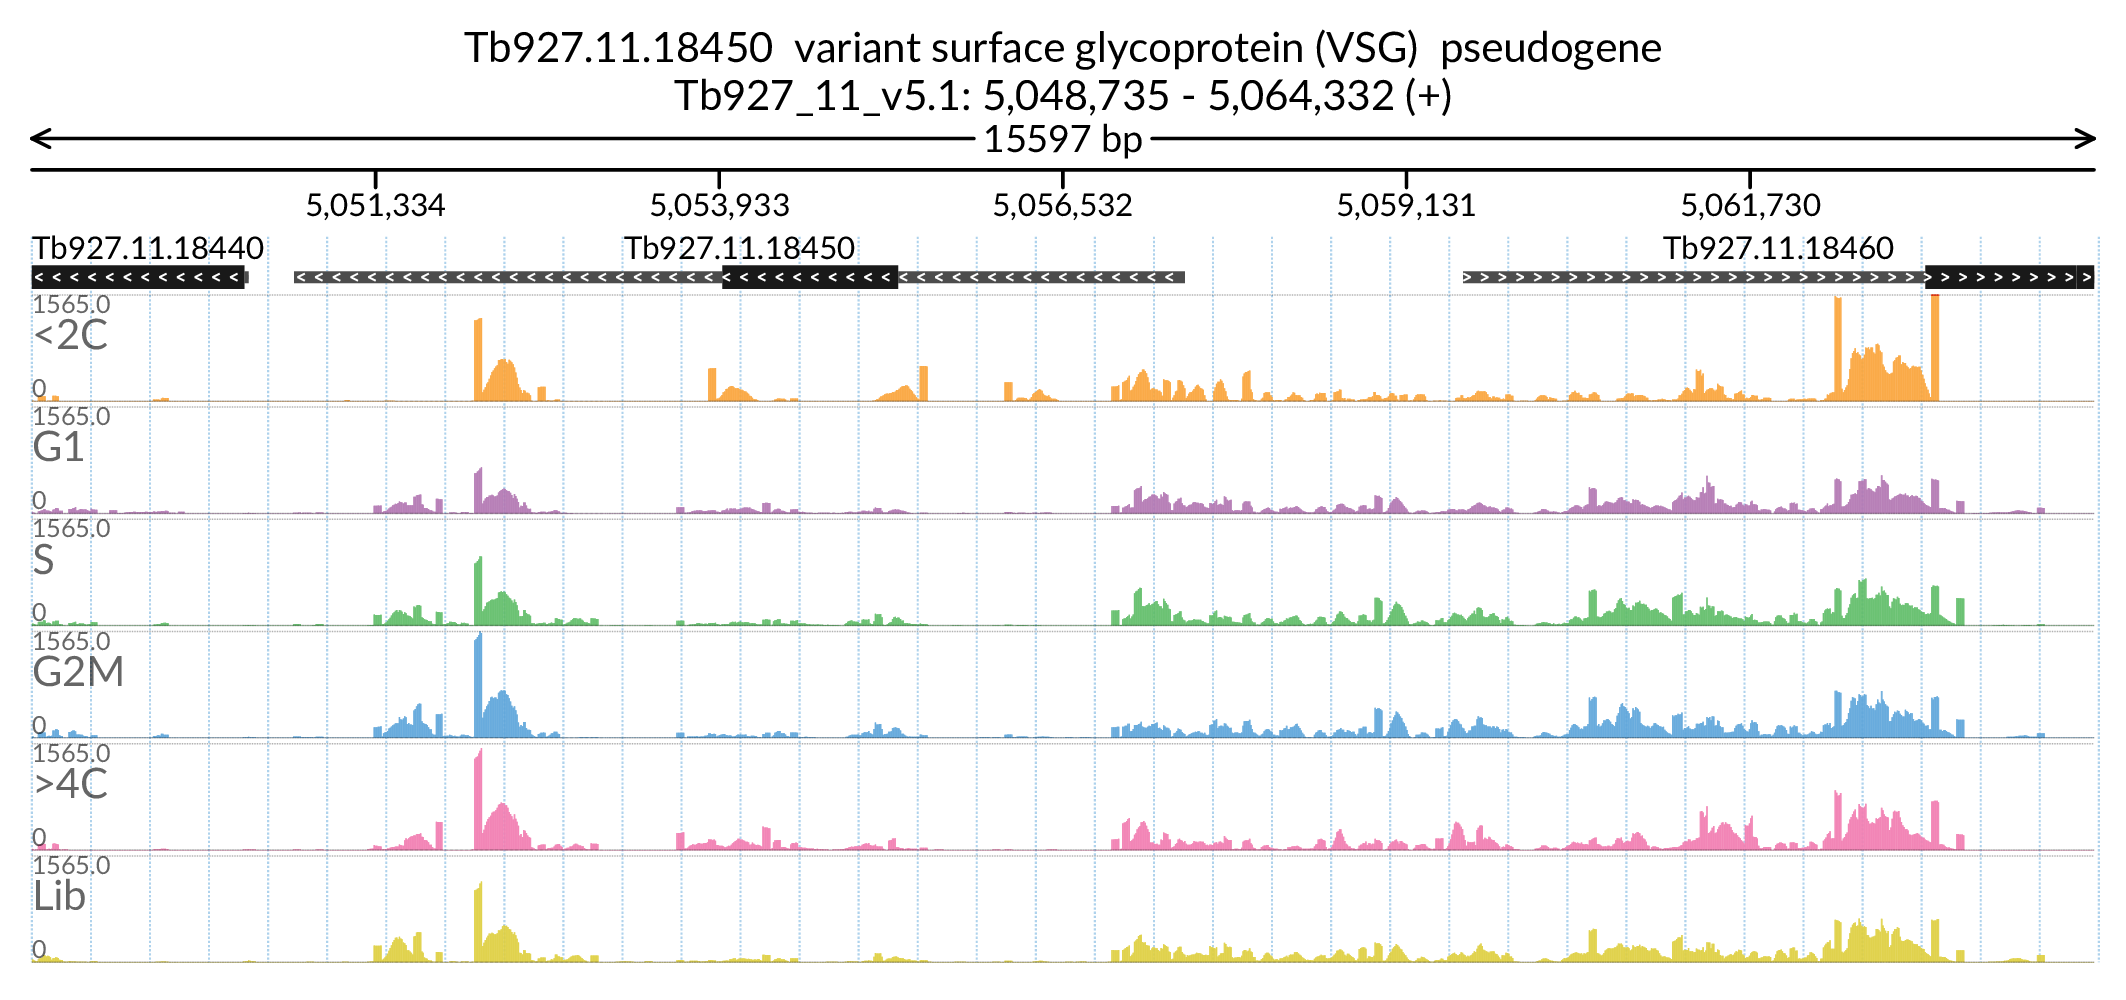 Tb927.11.18450  variant surface glycoprotein (VSG)  pseudogene
Tb927_11_v5.1: 5,048,735 - 5,064,332 (+)
15597 bp
5,051,334 5,053,933 5,056,532 5,059,131 5,061,730
Tb927.11.18440 Tb927.11.18450 Tb927.11.18460
1565.0
<2C
0
1565.0
G1
0
1565.0
S
0
1565.0
G2M
0
1565.0
>4C
0
1565.0
Lib
0